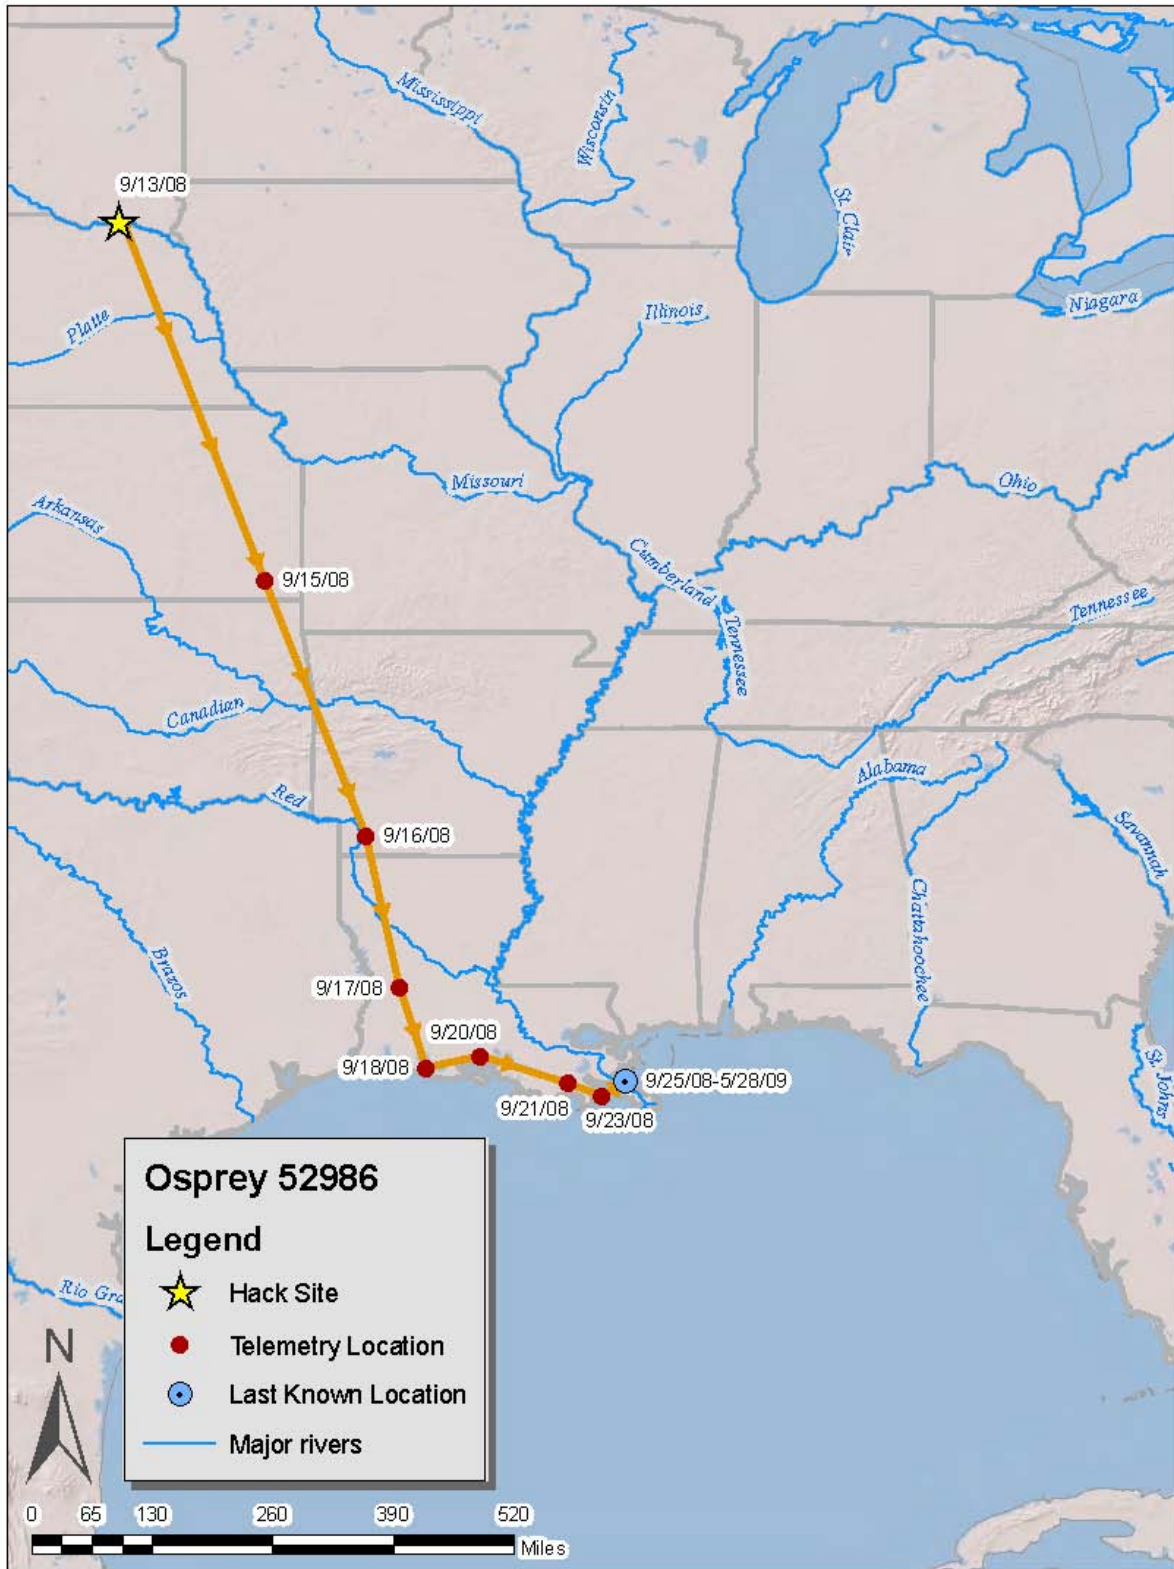 Mississippi
Wisconsin
9/13/08
St. Clair
Niagara
Platte
Illinois
Missouri
Ohio
Arkansas
9/15/08
Cumberland
Tennessee
Tennessee
Canadian
Alabama
Red
9/16/08
Savannah
Chattahoochee
Brazos
9/17/08
9/20/08
9/18/08
9/25/08-5/28/09
9/21/08
9/23/08
St. Johns
Osprey 52986
Legend
Hack Site
Rio Gra
Telemetry Location
N
Last Known Location
Major rivers
0 65 130 260 390 520
Miles